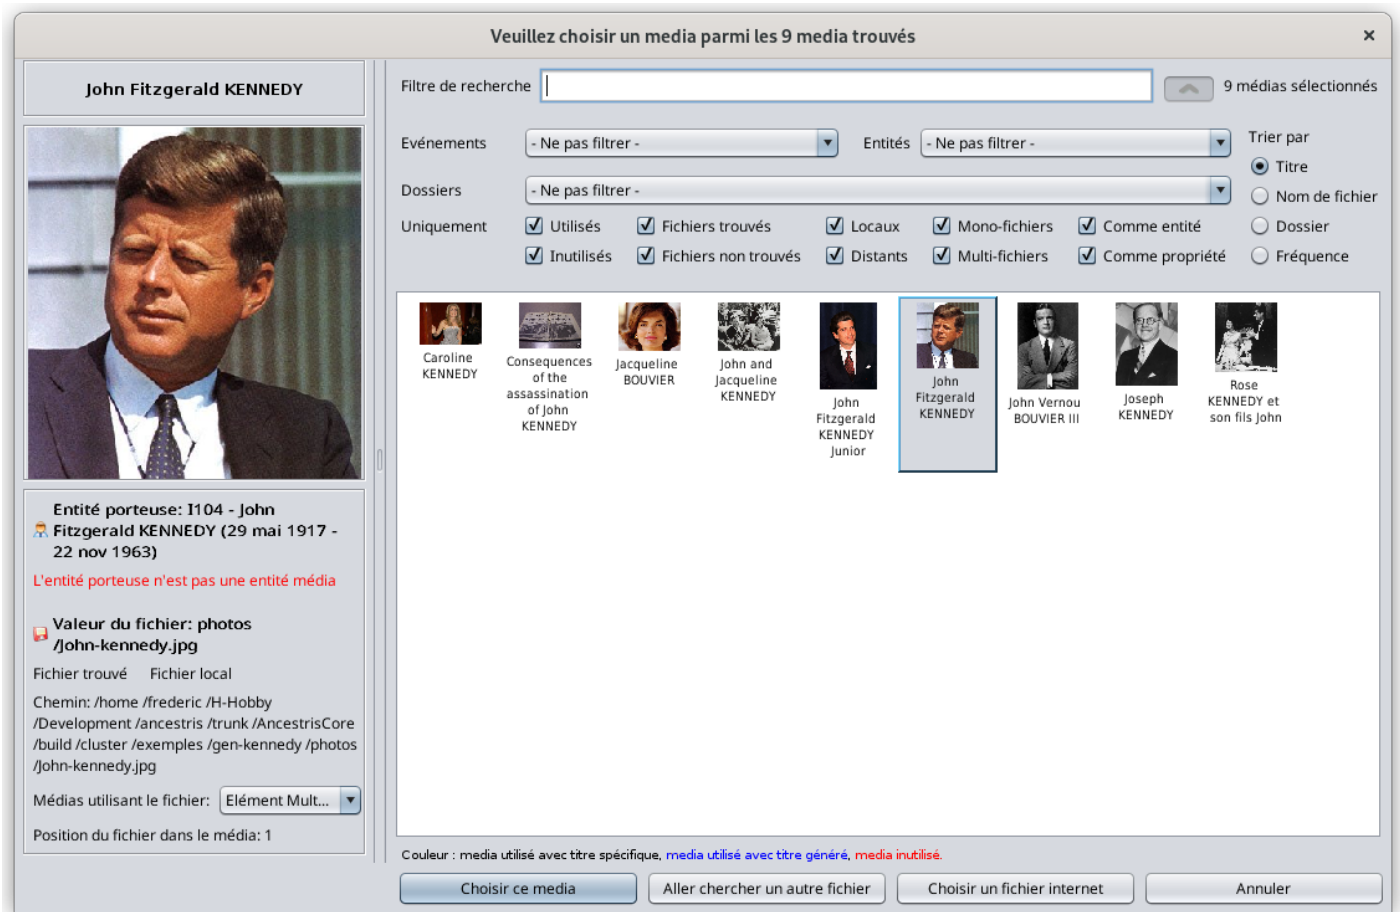 Veuillez choisir un media parmi les 9 media trouvés
John Fitzgerald KENNEDY
Entité porteuse: I104 - John
Fitzgerald KENNEDY (29 mai 1917 -
22 nov 1963)
L'entité porteuse n'est pas une entité média
Valeur du fichier: photos
/John-kennedy.jpg
Fichier trouvé Fichier local
Chemin: /home /frederic /H-Hobby
/Development /ancestris /trunk /AncestrisCore
/build /cluster /exemples /gen-kennedy /photos
/John-kennedy.jpg
Médias utilisant le fichier: Elément Mult...
Position du fichier dans le média: 1
Filtre de recherche
9 médias sélectionnés
Evénements - Ne pas filtrer - Entités - Ne pas filtrer -
Dossiers - Ne pas filtrer -
Uniquement Utilisés Fichiers trouvés Locaux Mono-fichiers Comme entité
Inutilisés Fichiers non trouvés Distants Multi-fichiers Comme propriété
Trier par
Titre
Nom de fichier
Dossier
Fréquence
Caroline
KENNEDY
Consequences
of the
assassination
of John
KENNEDY
Jacqueline
BOUVIER
John and
Jacqueline
KENNEDY
John
Fitzgerald
KENNEDY
Junior
John
Fitzgerald
KENNEDY
John Vernou
BOUVIER III
Joseph
KENNEDY
Rose
KENNEDY et
son fils John
Couleur : media utilisé avec titre spécifique, media utilisé avec titre généré, media inutilisé.
Choisir ce media Aller chercher un autre fichier Choisir un fichier internet Annuler